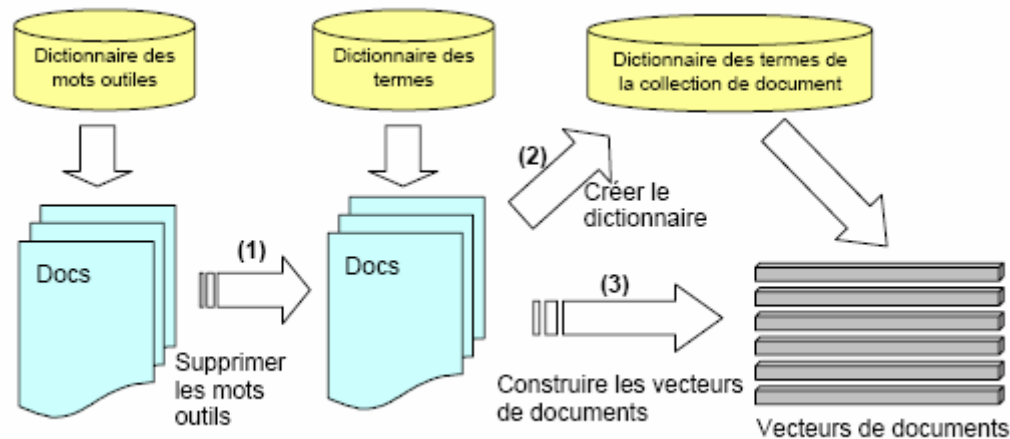 Dictionnaire des
mots outiles
Dictionnaire des
termes
Dictionnaire des termes de
la collection de document
(2)
Créer le
dictionnaire
Docs
(1)
Supprimer
les mots
outils
Docs
(3)
Construire les vecteurs
de documents
Vecteurs de documents